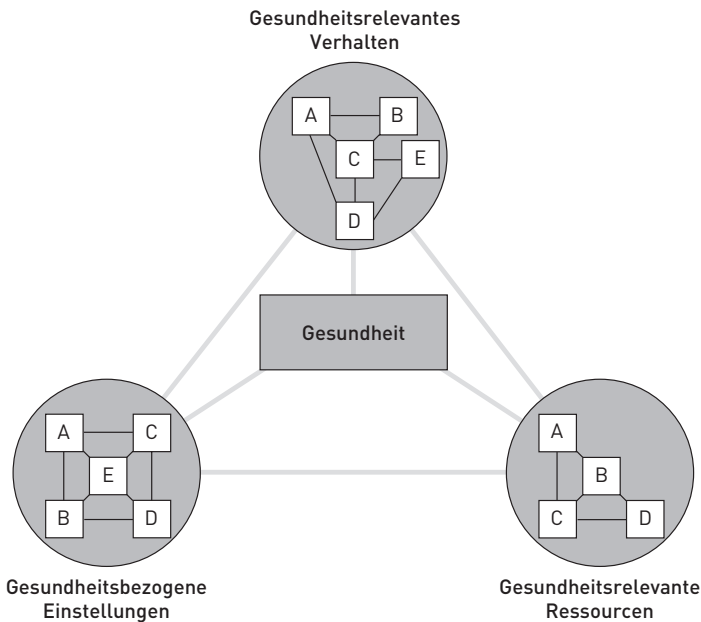 Gesundheitsrelevantes
Verhalten
A B
C E
D
Gesundheit
A C
E
B D
Gesundheitsbezogene
Einstellungen
A
B
C D
Gesundheitsrelevante
Ressourcen